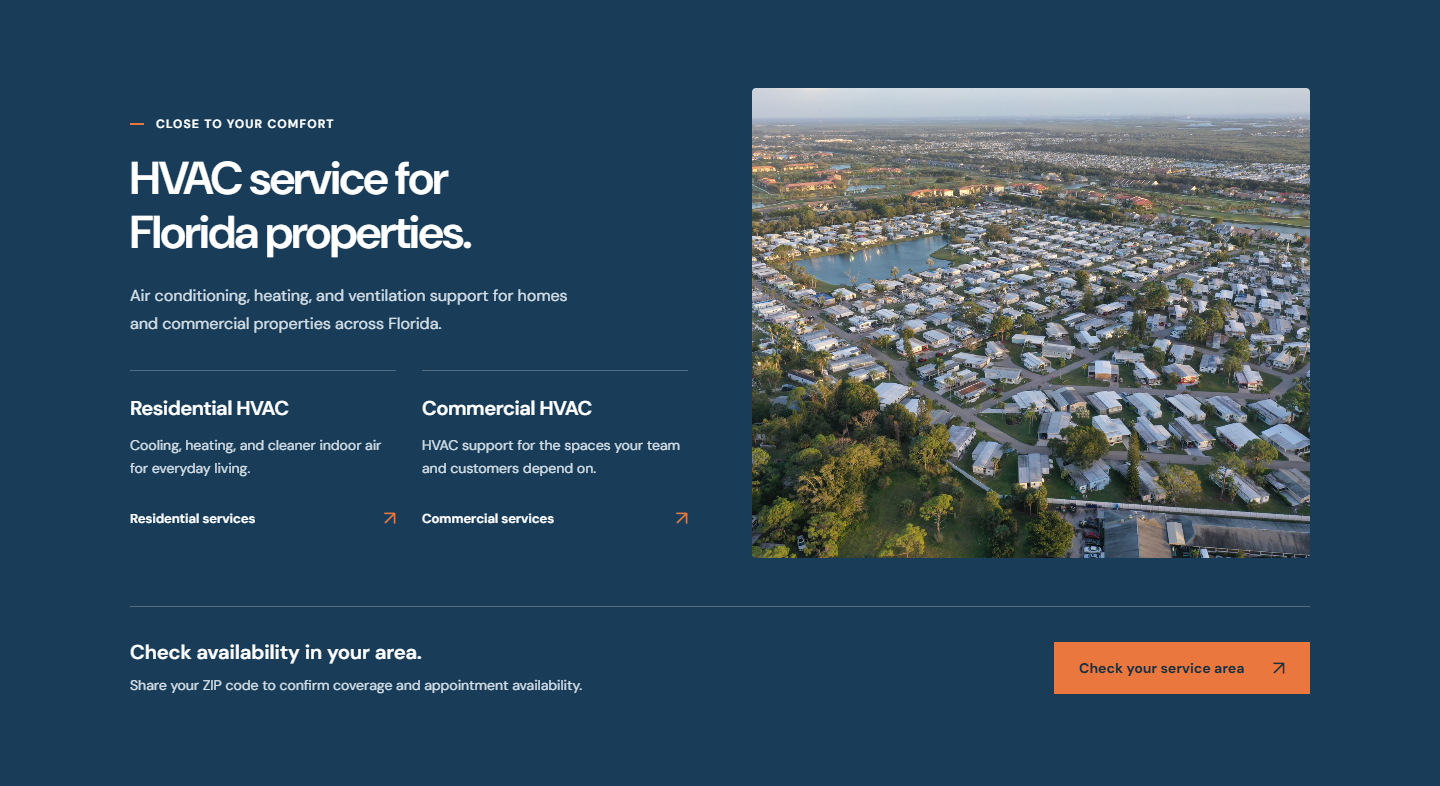 CLOSE TO YOUR COMFORT
HVAC service for
Florida properties.
Air conditioning, heating, and ventilation support for homes
and commercial properties across Florida.
Residential HVAC
Cooling, heating, and cleaner indoor air
for everyday living.
Residential services
Commercial HVAC
HVAC support for the spaces your team
and customers depend on.
Commercial services
Check availability in your area.
Share your ZIP code to confirm coverage and appointment availability.
Check your service area